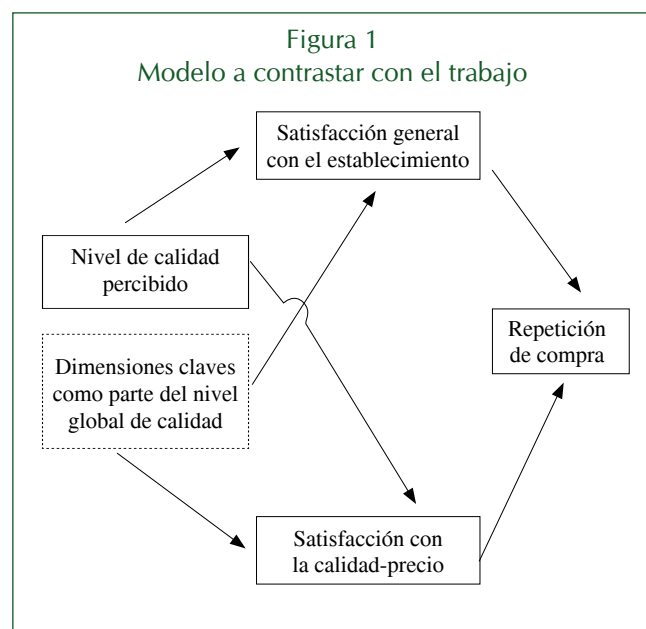 Figura 1
Modelo a contrastar con el trabajo
Satisfacción general
con el establecimiento
Nivel de calidad
percibido
Dimensiones claves
como parte del nivel
global de calidad
Repetición
de compra
Satisfacción con
la calidad-precio